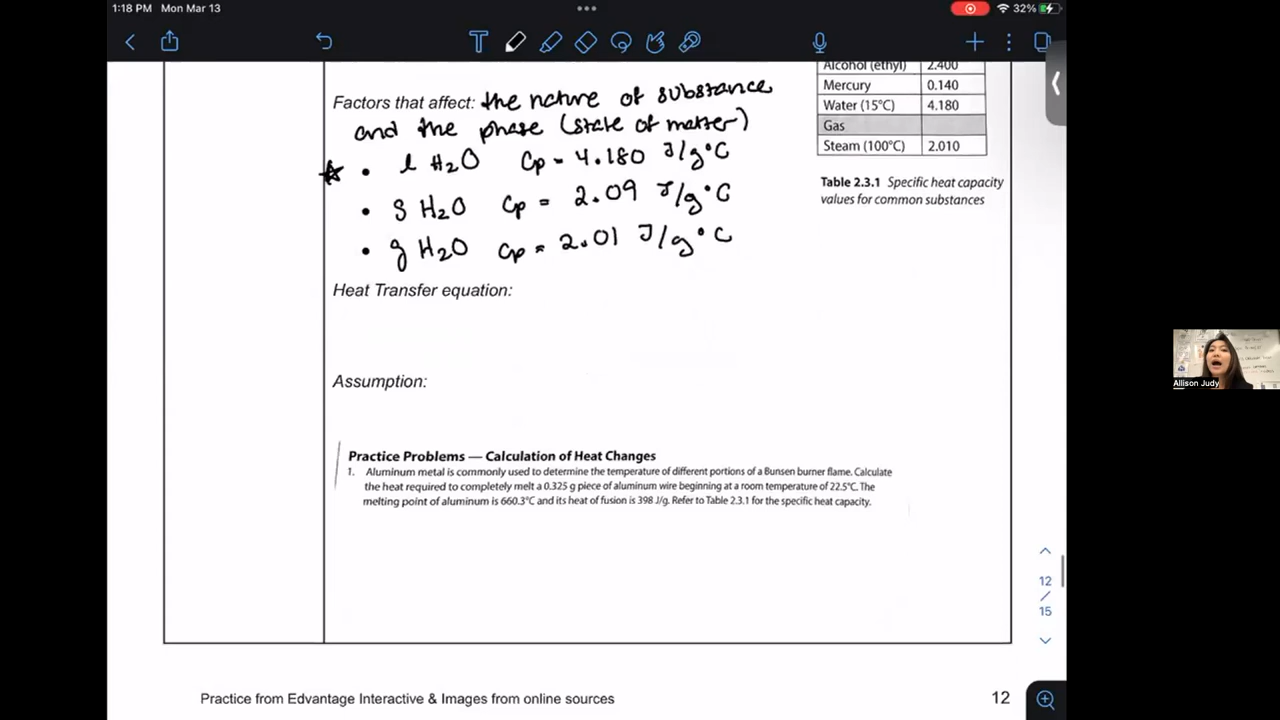 1:18 PM Mon Mar 13
32%
Alcohol (ethyl) 2.400
Mercury 0.140
Water (15°C) 4.180
Gas
Steam (100°C) 2.010
Table 2.3.1 Specific heat capacity
values for common substances
Factors that affect: the nature of substance
and the phase (state of matter)
• l H₂O Cp = 4.180 J/g°C
• s H₂O Cp = 2.09 J/g°C
• g H₂O Cp = 2.01 J/g°C
Heat Transfer equation:
Assumption:
Practice Problems — Calculation of Heat Changes
1. Aluminum metal is commonly used to determine the temperature of different portions of a Bunsen burner flame. Calculate
the heat required to completely melt a 0.325 g piece of aluminum wire beginning at a room temperature of 22.5°C. The
melting point of aluminum is 660.3°C and its heat of fusion is 398 J/g. Refer to Table 2.3.1 for the specific heat capacity.
12
/
15
Practice from Edvantage Interactive & Images from online sources
12
Allison Judy